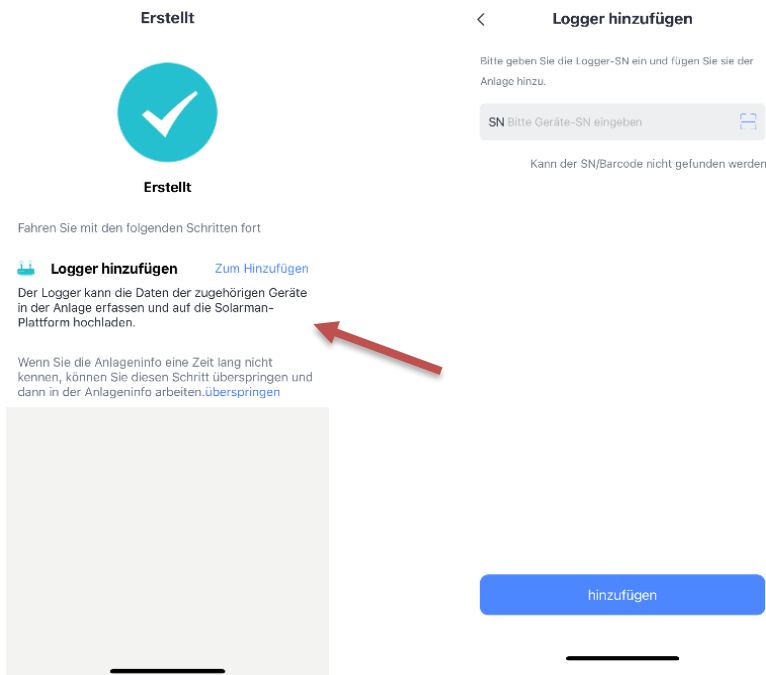 Erstellt
Erstellt
Fahren Sie mit den folgenden Schritten fort
Logger hinzufügen Zum Hinzufügen
Der Logger kann die Daten der zugehörigen Geräte
in der Anlage erfassen und auf die Solarman-
Plattform hochladen.
Wenn Sie die Anlageninfo eine Zeit lang nicht
kennen, können Sie diesen Schritt überspringen und
dann in der Anlageninfo arbeiten.überspringen
Logger hinzufügen
Bitte geben Sie die Logger-SN ein und fügen Sie sie der
Anlage hinzu.
SN Bitte Geräte-SN eingeben
Kann der SN/Barcode nicht gefunden werden
hinzufügen